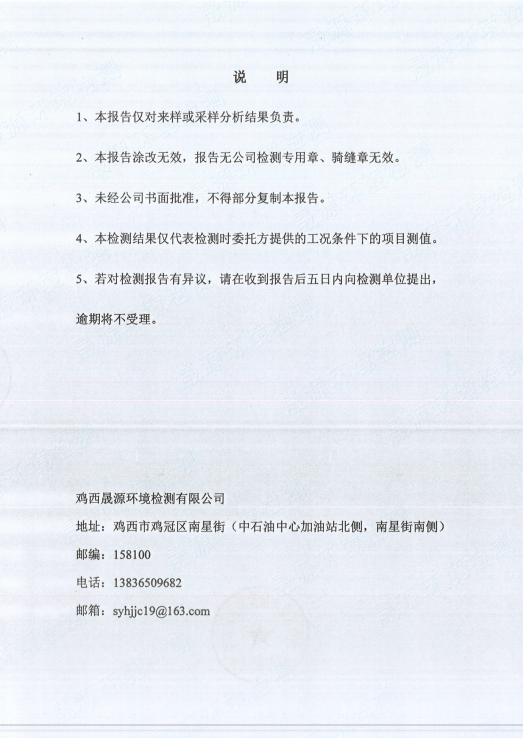 说 明
1、本报告仅对来样或采样分析结果负责。
2、本报告涂改无效，报告无公司检测专用章、骑缝章无效。
3、未经公司书面批准，不得部分复制本报告。
4、本检测结果仅代表检测时委托方提供的工况条件下的项目测值。
5、若对检测报告有异议，请在收到报告后五日内向检测单位提出，
逾期将不受理。
鸡西晟源环境检测有限公司
地址：鸡西市鸡冠区南星街（中石油中心加油站北侧，南星街南侧）
邮编：158100
电话：13836509682
邮箱：syhjjc19@163.com